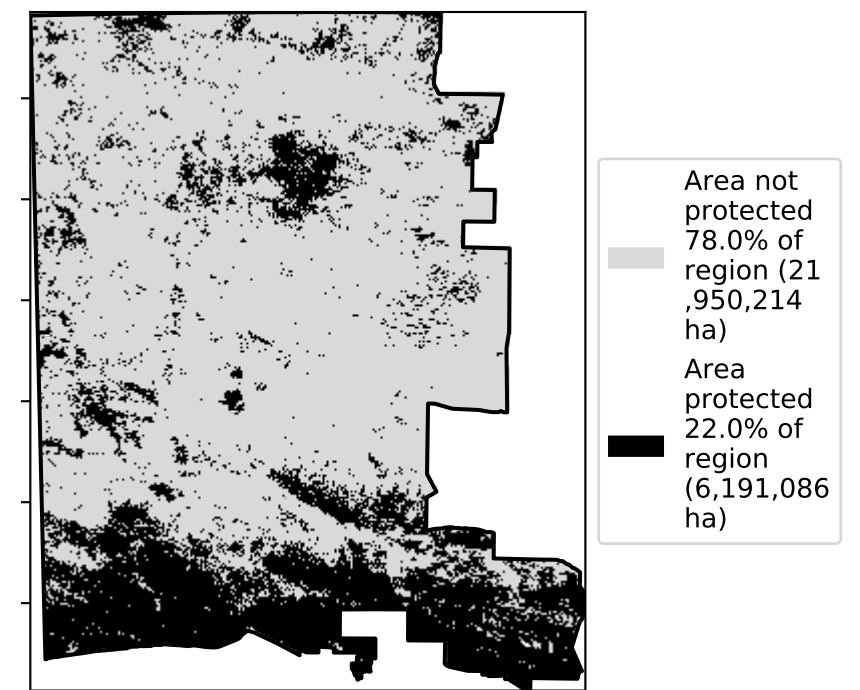 Area not
protected
78.0% of
region (21
,950,214
ha)
Area
protected
22.0% of
region
(6,191,086
ha)